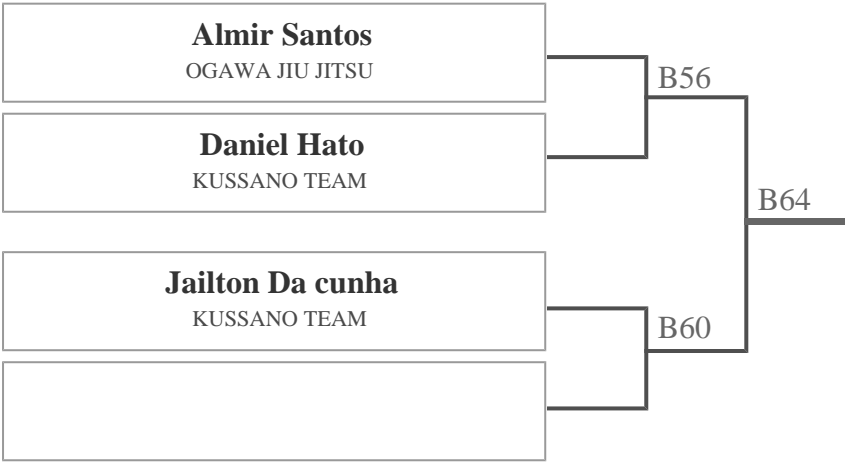 Almir Santos
OGAWA JIU JITSU
B56
Daniel Hato
KUSSANO TEAM
B64
Jailton Da cunha
KUSSANO TEAM
B60